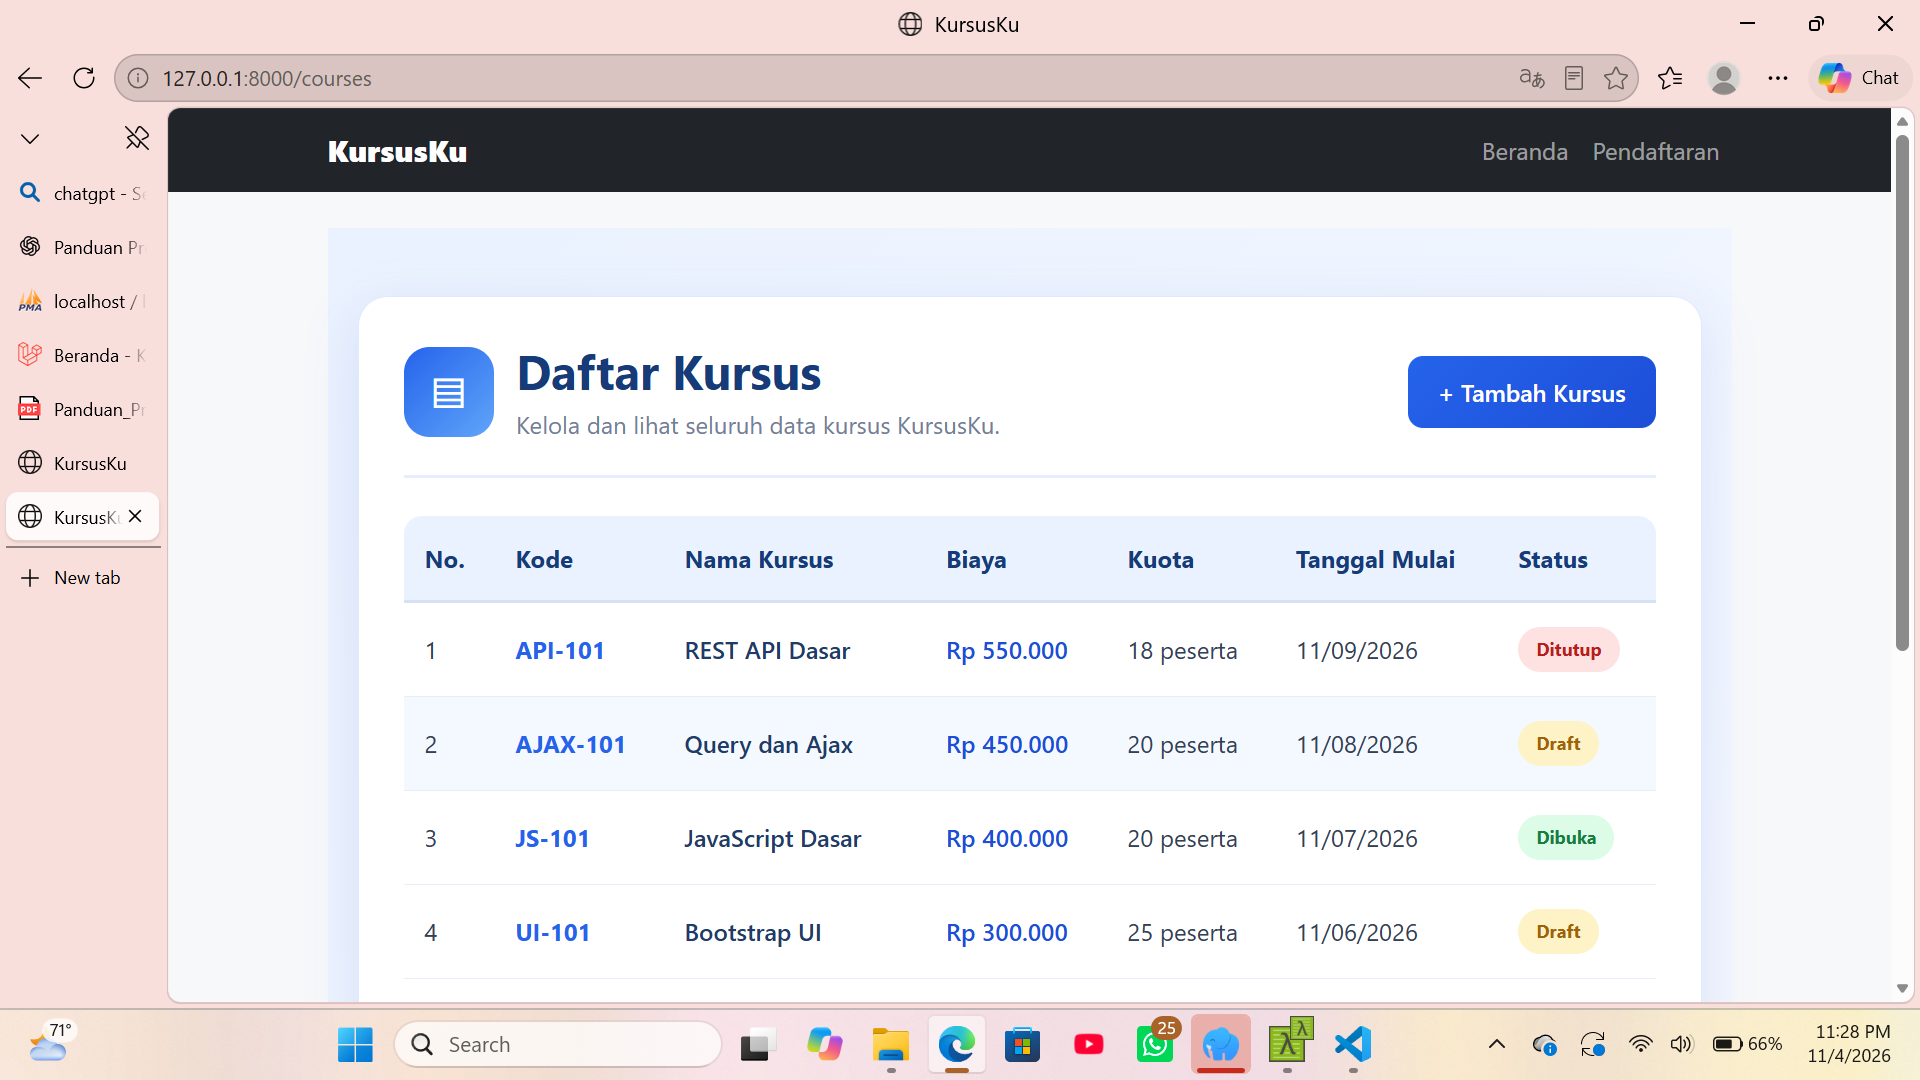 KursusKu
127.0.0.1:8000/courses
Chat
chatgpt - Se
Panduan Pr
localhost /
Beranda - K
Panduan_Pr
KursusKu
KursusKu
New tab
KursusKu
Beranda Pendaftaran
Daftar Kursus
Kelola dan lihat seluruh data kursus KursusKu.
+ Tambah Kursus
No. Kode Nama Kursus Biaya Kuota Tanggal Mulai Status
1 API-101 REST API Dasar Rp 550.000 18 peserta 11/09/2026 Ditutup
2 AJAX-101 Query dan Ajax Rp 450.000 20 peserta 11/08/2026 Draft
3 JS-101 JavaScript Dasar Rp 400.000 20 peserta 11/07/2026 Dibuka
4 UI-101 Bootstrap UI Rp 300.000 25 peserta 11/06/2026 Draft
71°
Search
25
66%
11:28 PM
11/4/2026